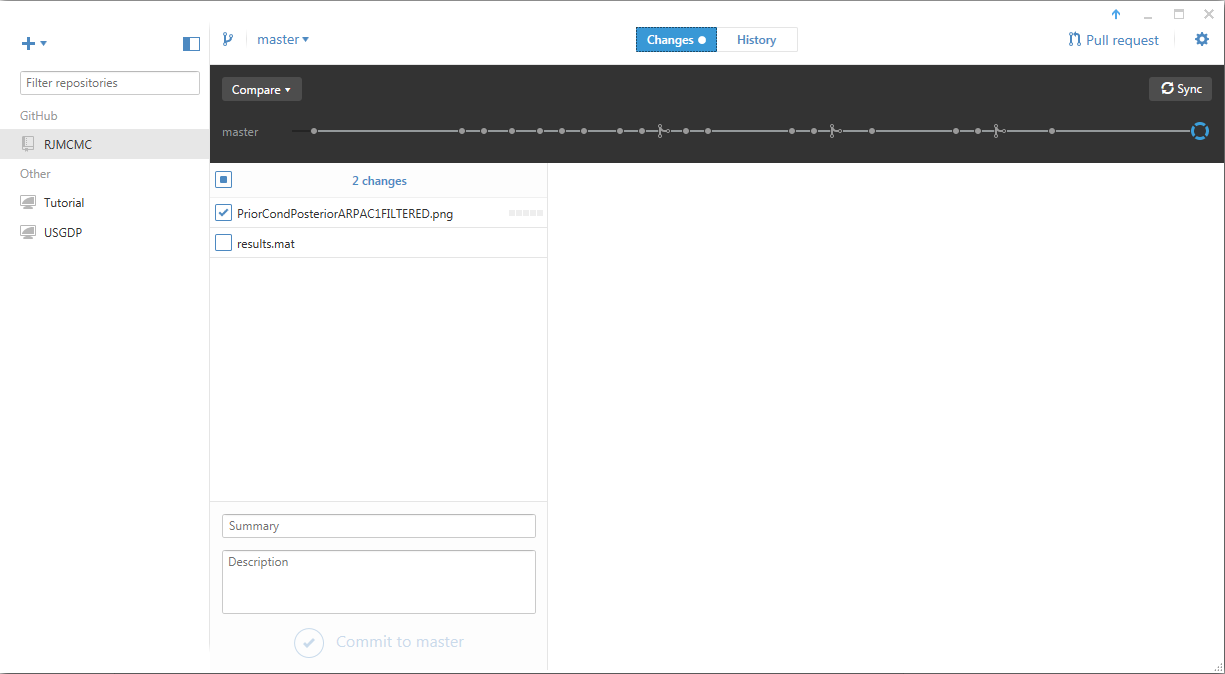 master
Changes
History
Pull request
Filter repositories
GitHub
RJMCMC
Other
Tutorial
USGDP
Compare
Sync
master
2 changes
PriorCondPosteriorARPAC1FILTERED.png
results.mat
Summary
Description
Commit to master